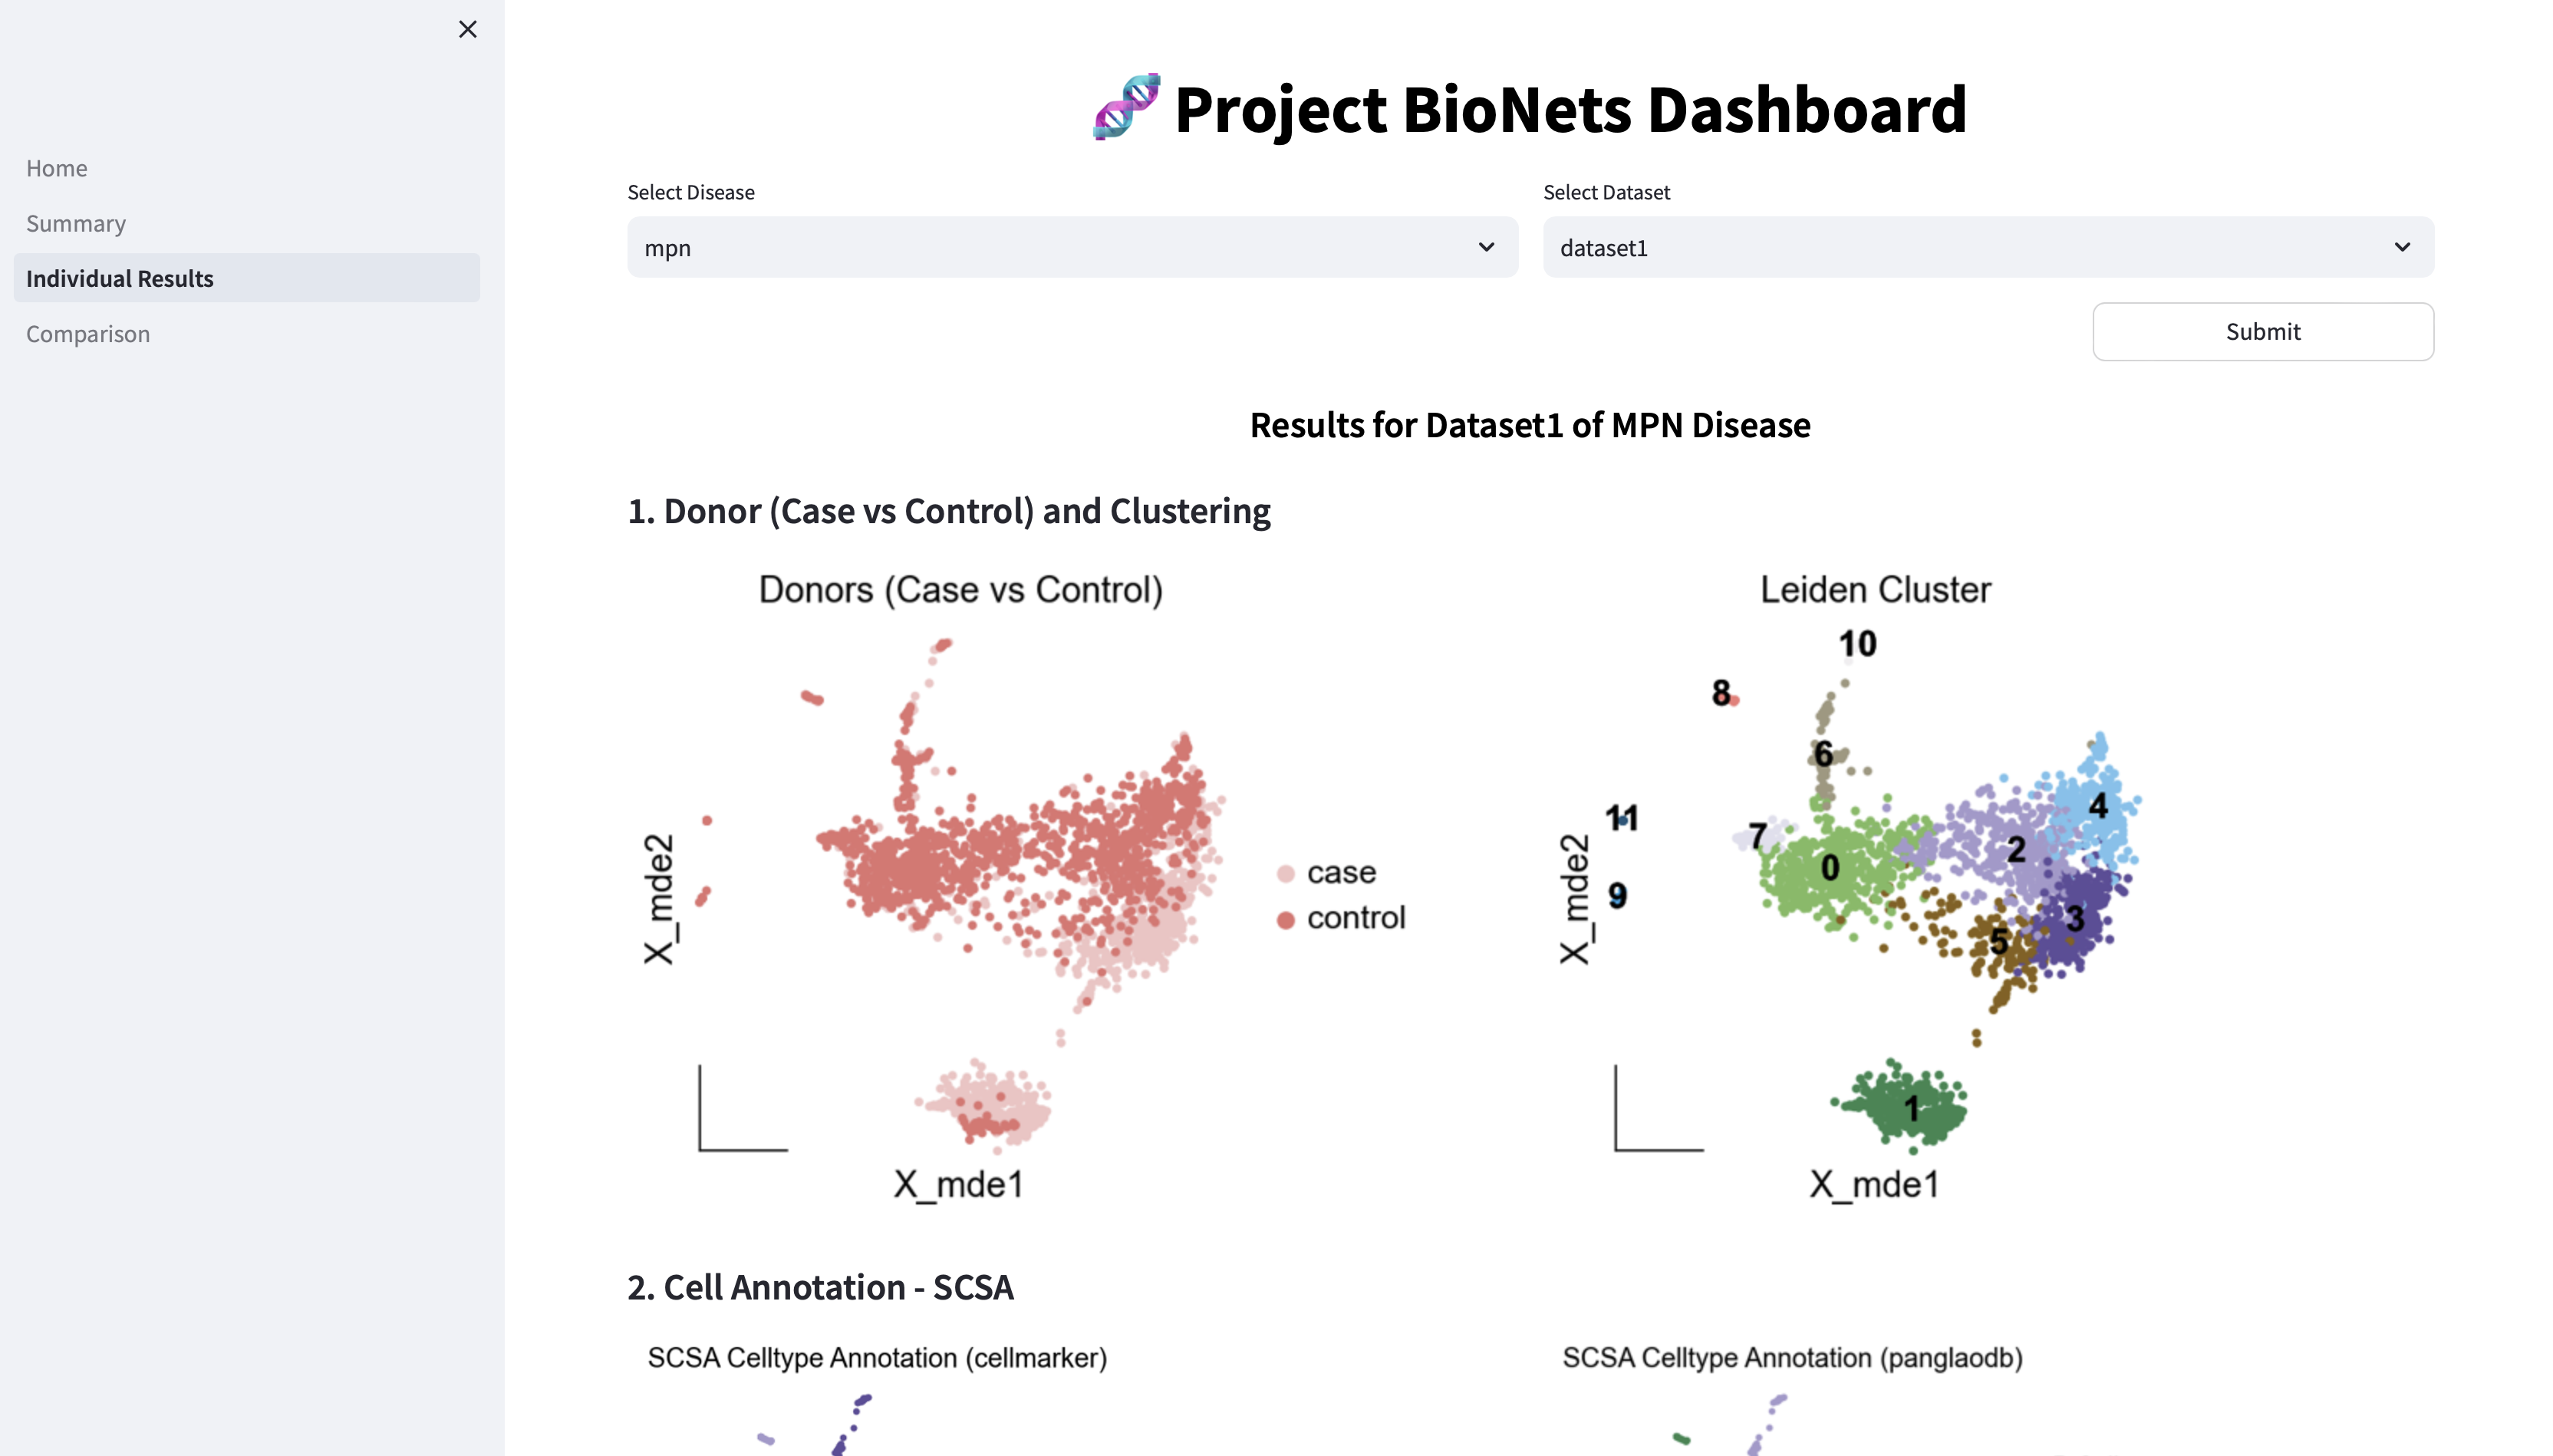 Home
Summary
Individual Results
Comparison
Project BioNets Dashboard
Select Disease
mpn
Select Dataset
dataset1
Submit
Results for Dataset1 of MPN Disease
1. Donor (Case vs Control) and Clustering
Donors (Case vs Control)
X_mde2
case
control
X_mde1
Leiden Cluster
10
8
6
11
4
7
2
0
9
3
5
1
X_mde2
X_mde1
2. Cell Annotation - SCSA
SCSA Celltype Annotation (cellmarker)
SCSA Celltype Annotation (panglaodb)